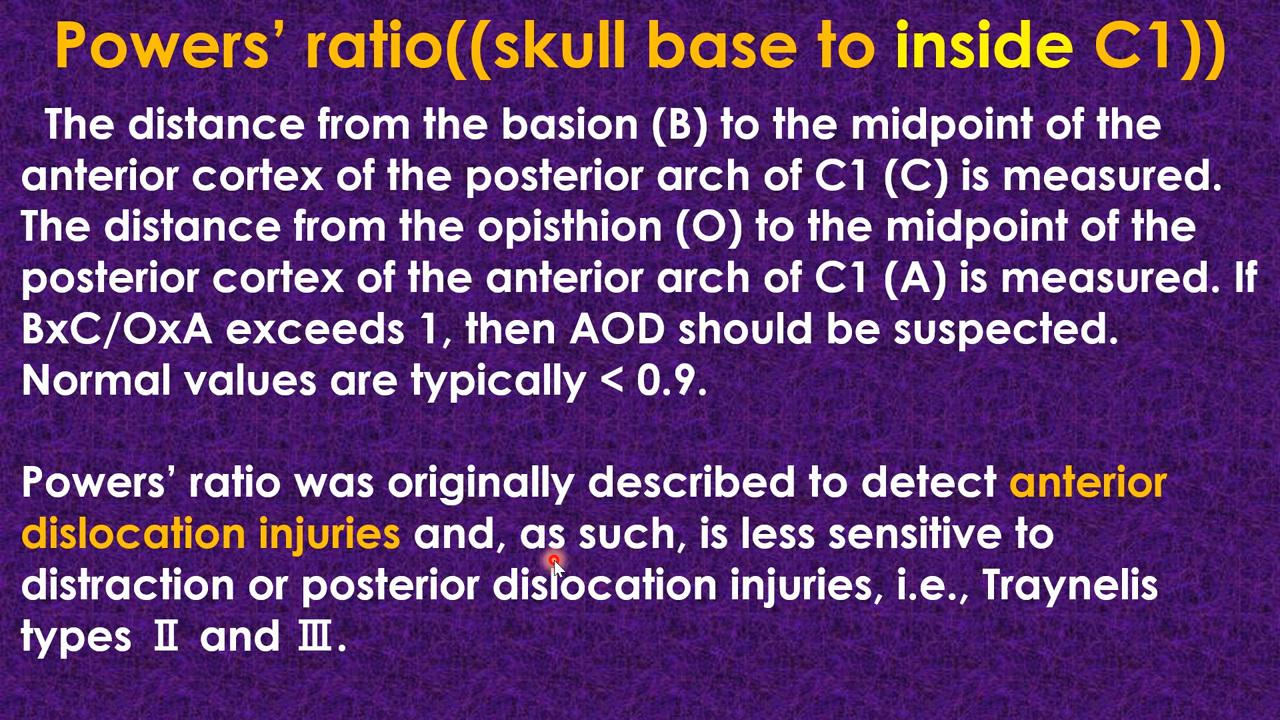 Powers’ ratio((skull base to inside C1))
The distance from the basion (B) to the midpoint of the
anterior cortex of the posterior arch of C1 (C) is measured.
The distance from the opisthion (O) to the midpoint of the
posterior cortex of the anterior arch of C1 (A) is measured. If
BxC/OxA exceeds 1, then AOD should be suspected.
Normal values are typically < 0.9.
Powers’ ratio was originally described to detect anterior
dislocation injuries and, as such, is less sensitive to
distraction or posterior dislocation injuries, i.e., Traynelis
types Ⅱ and Ⅲ.